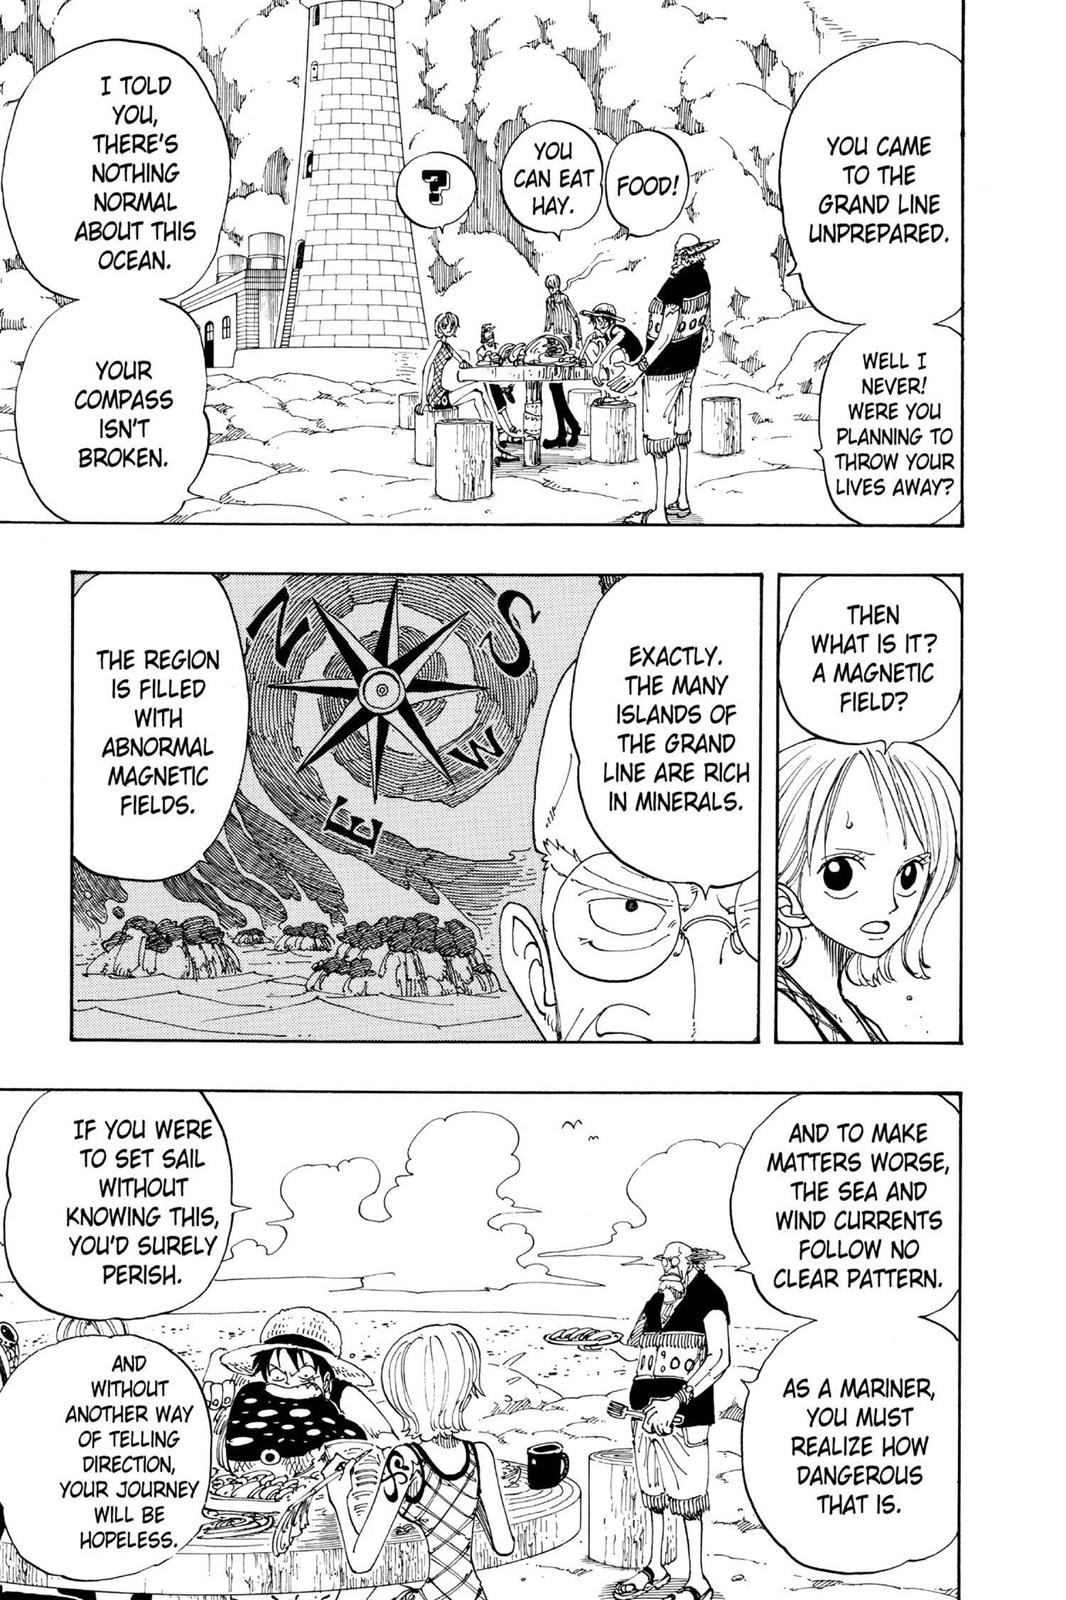 YOU CAME
TO THE
GRAND LINE
UNPREPARED.
WELL I
NEVER!
WERE YOU
PLANNING TO
THROW YOUR
LIVES AWAY?
FOOD!
YOU
CAN EAT
HAY.
?
I TOLD
YOU,
THERE'S
NOTHING
NORMAL
ABOUT THIS
OCEAN.
YOUR
COMPASS
ISN'T
BROKEN.
THEN
WHAT IS IT?
A MAGNETIC
FIELD?
EXACTLY.
THE MANY
ISLANDS OF
THE GRAND
LINE ARE RICH
IN MINERALS.
N
S
W
E
THE REGION
IS FILLED
WITH
ABNORMAL
MAGNETIC
FIELDS.
AND TO MAKE
MATTERS WORSE,
THE SEA AND
WIND CURRENTS
FOLLOW NO
CLEAR PATTERN.
AS A MARINER,
YOU MUST
REALIZE HOW
DANGEROUS
THAT IS.
IF YOU WERE
TO SET SAIL
WITHOUT
KNOWING THIS,
YOU'D SURELY
PERISH.
AND
WITHOUT
ANOTHER WAY
OF TELLING
DIRECTION,
YOUR JOURNEY
WILL BE
HOPELESS.